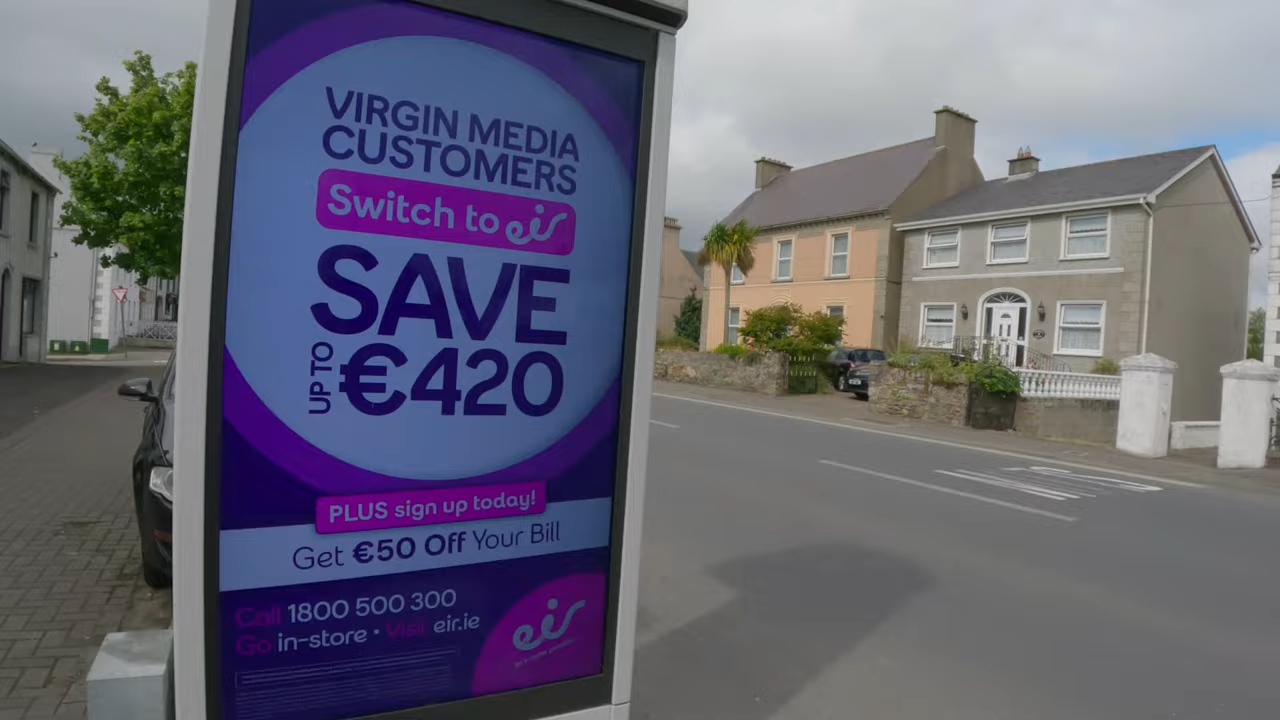 VIRGIN MEDIA
CUSTOMERS
Switch to eir
SAVE
UP TO €420
PLUS sign up today!
Get €50 Off Your Bill
Call 1800 500 300
Go in-store • Visit eir.ie
eir